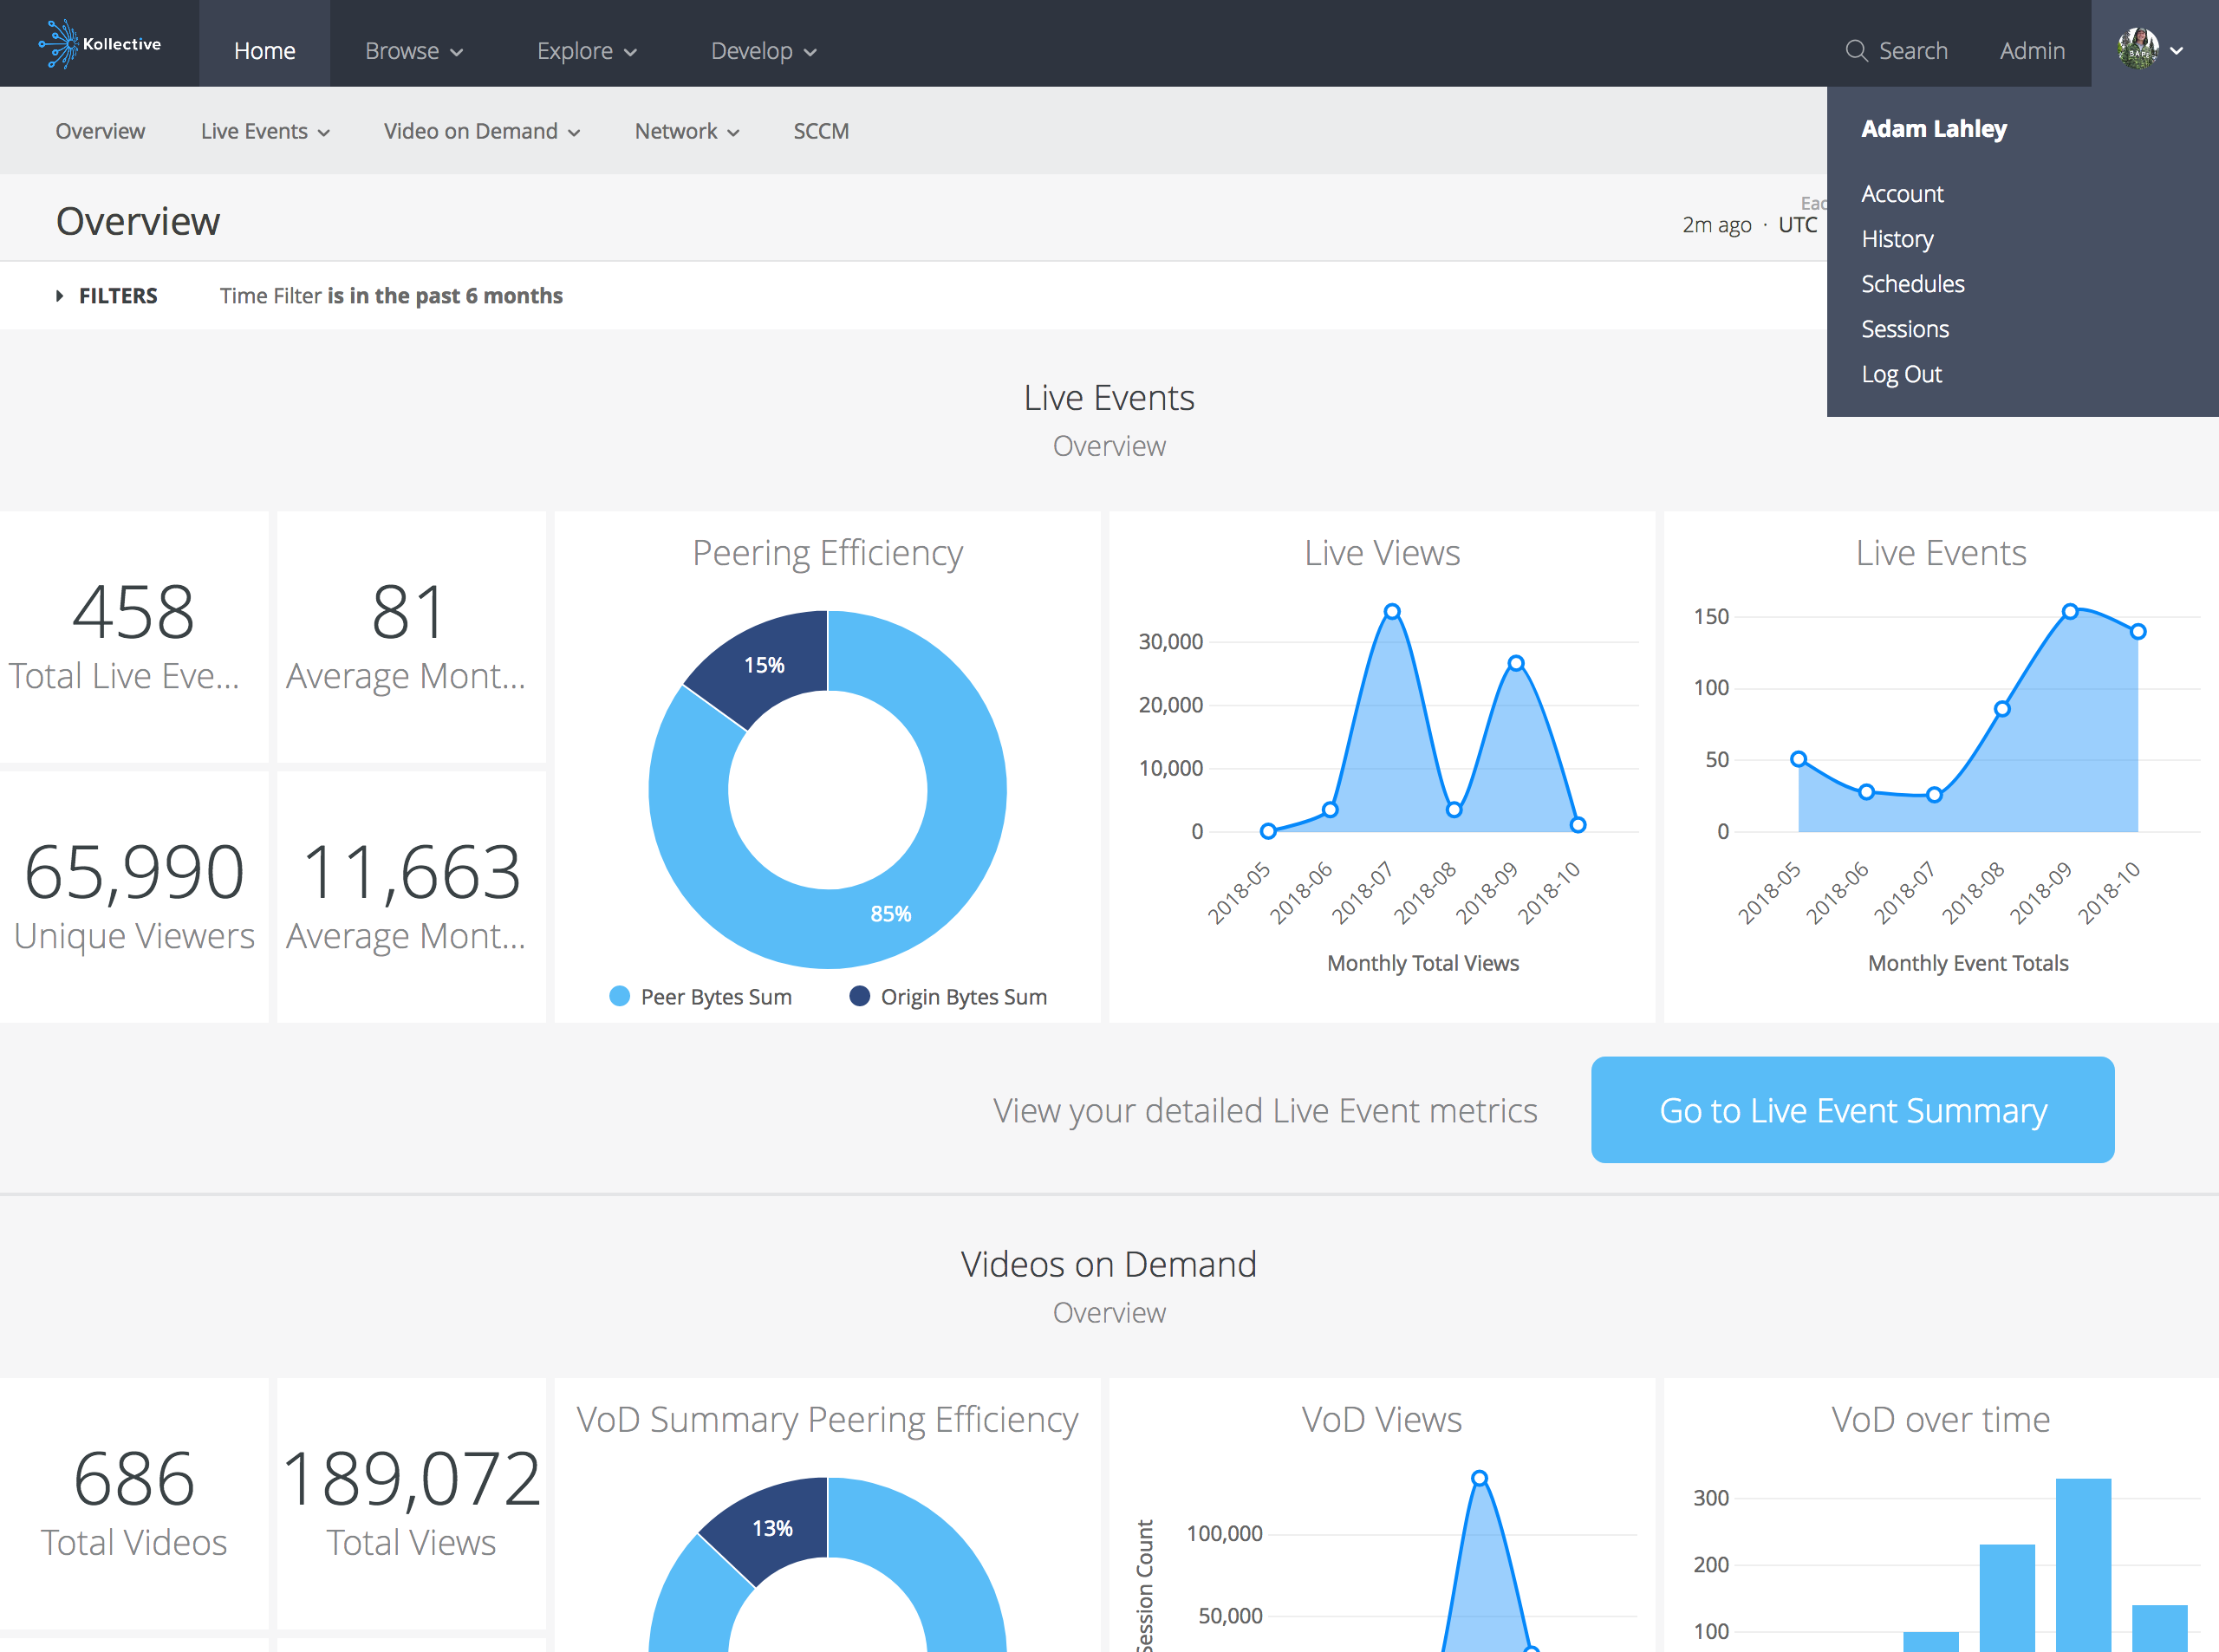 Kollective
Home
Browse
Explore
Develop
Search
Admin
Overview
Live Events
Video on Demand
Network
SCCM
Adam Lahley
Account
History
Schedules
Sessions
Log Out
Overview
2m ago · UTC
FILTERS
Time Filter is in the past 6 months
Live Events
Overview
458
Total Live Eve...
81
Average Mont...
65,990
Unique Viewers
11,663
Average Mont...
Peering Efficiency
15%
85%
Peer Bytes Sum
Origin Bytes Sum
Live Views
30,000
20,000
10,000
0
2018-05
2018-06
2018-07
2018-08
2018-09
2018-10
Monthly Total Views
Live Events
150
100
50
0
2018-05
2018-06
2018-07
2018-08
2018-09
2018-10
Monthly Event Totals
View your detailed Live Event metrics
Go to Live Event Summary
Videos on Demand
Overview
686
Total Videos
189,072
Total Views
VoD Summary Peering Efficiency
13%
VoD Views
Session Count
100,000
50,000
VoD over time
300
200
100